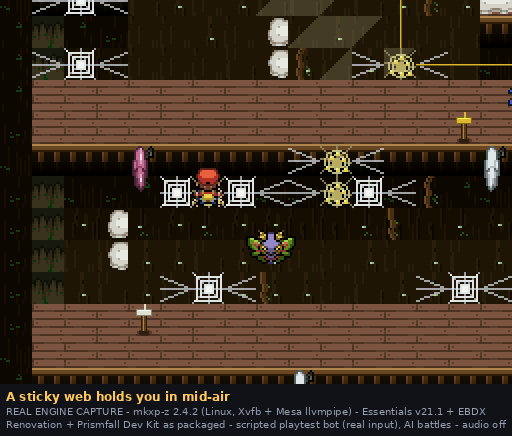 A sticky web holds you in mid-air
REAL ENGINE CAPTURE - mkxp-z 2.4.2 (Linux, Xvfb + Mesa llvmpipe) - Essentials v21.1 + EBDX
Renovation + Prismfall Dev Kit as packaged - scripted playtest bot (real input), AI battles - audio off